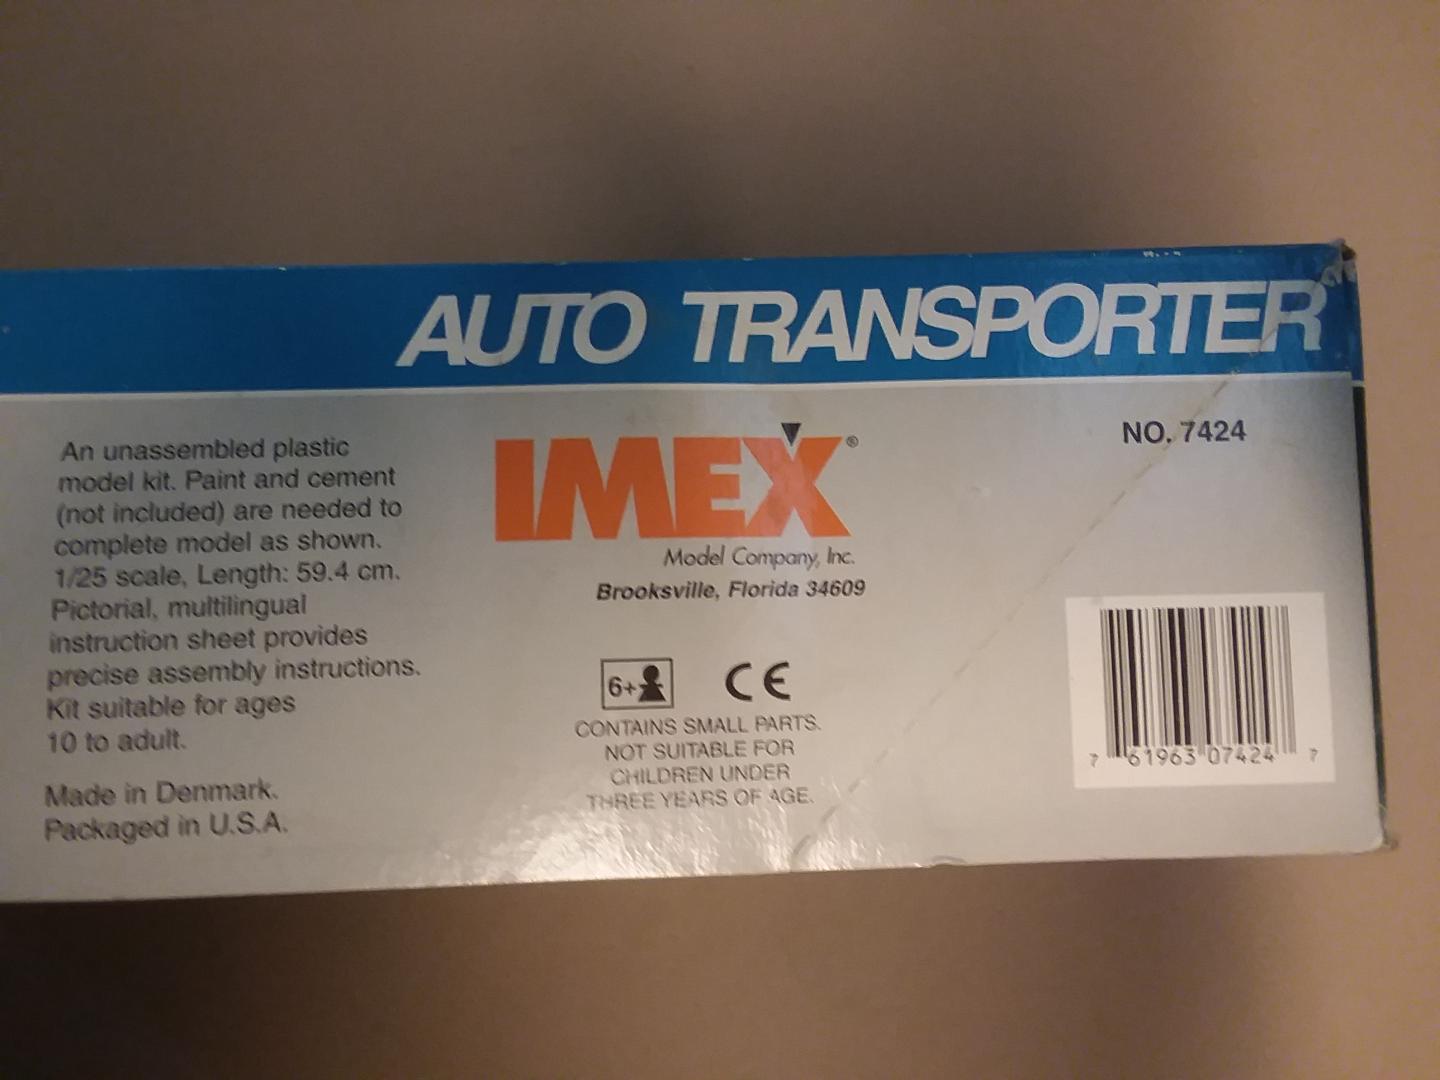 AUTO TRANSPORTER
An unassembled plastic
model kit. Paint and cement
(not included) are needed to
complete model as shown.
1/25 scale, Length: 59.4 cm.
Pictorial, multilingual
instruction sheet provides
precise assembly instructions.
Kit suitable for ages
10 to adult.
Made in Denmark.
Packaged in U.S.A.
IMEX®
Model Company, Inc.
Brooksville, Florida 34609
6+
CE
CONTAINS SMALL PARTS.
NOT SUITABLE FOR
CHILDREN UNDER
THREE YEARS OF AGE.
NO. 7424
7 61963 07424 7